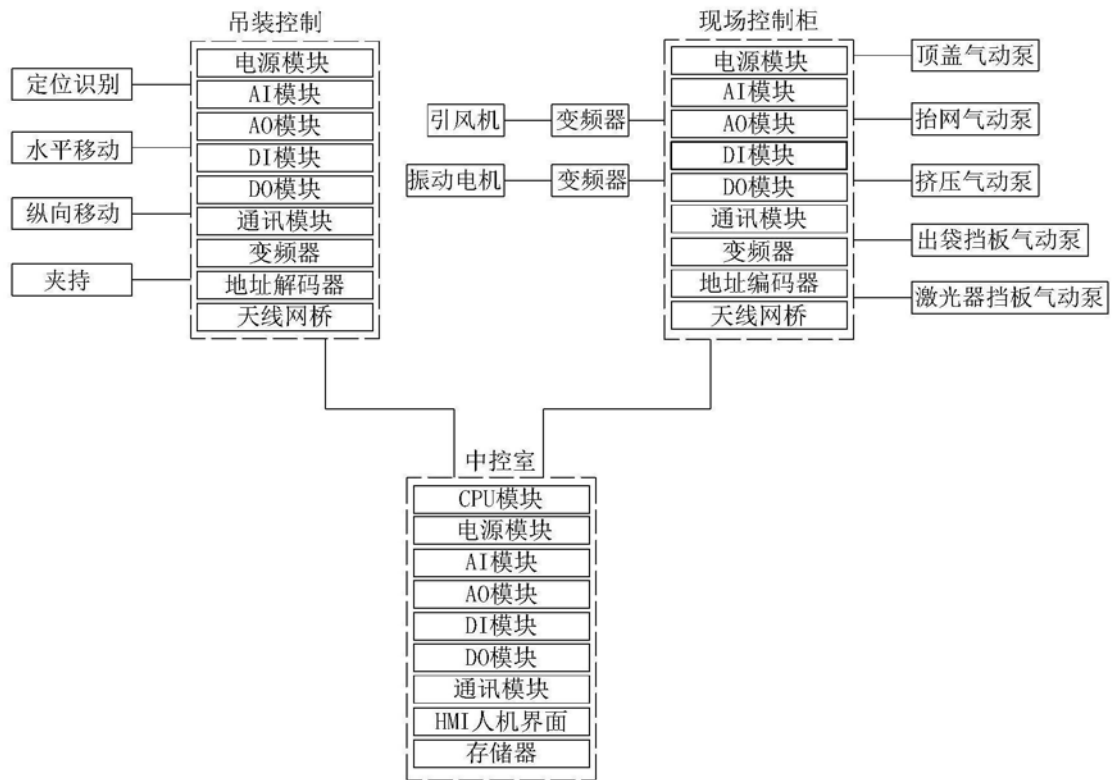 吊装控制
电源模块
AI模块
AO模块
DI模块
DO模块
通讯模块
变频器
地址解码器
天线网桥
定位识别
水平移动
纵向移动
夹持
现场控制柜
电源模块
AI模块
AO模块
DI模块
DO模块
通讯模块
变频器
地址编码器
天线网桥
引风机
变频器
振动电机
变频器
顶盖气动泵
抬网气动泵
挤压气动泵
出袋挡板气动泵
激光器挡板气动泵
中控室
CPU模块
电源模块
AI模块
AO模块
DI模块
DO模块
通讯模块
HMI人机界面
存储器